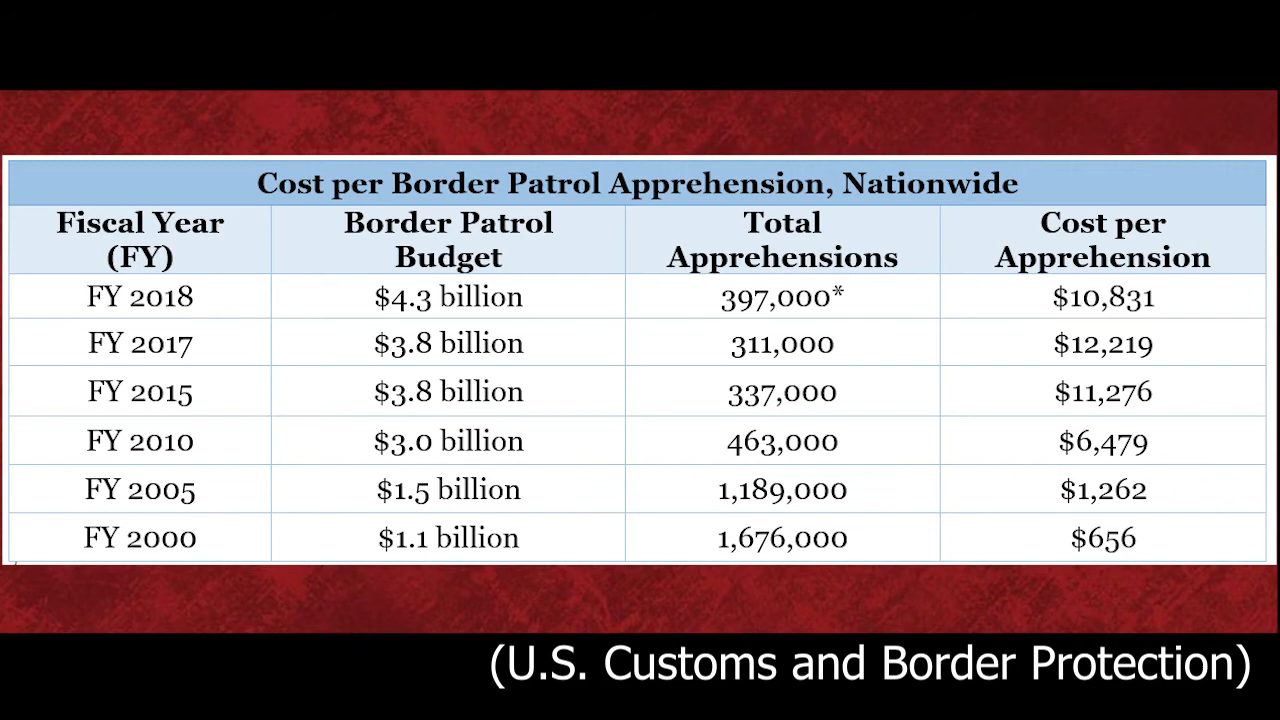 Cost per Border Patrol Apprehension, Nationwide
Fiscal Year (FY) Border Patrol Budget Total Apprehensions Cost per Apprehension
FY 2018 $4.3 billion 397,000* $10,831
FY 2017 $3.8 billion 311,000 $12,219
FY 2015 $3.8 billion 337,000 $11,276
FY 2010 $3.0 billion 463,000 $6,479
FY 2005 $1.5 billion 1,189,000 $1,262
FY 2000 $1.1 billion 1,676,000 $656
(U.S. Customs and Border Protection)